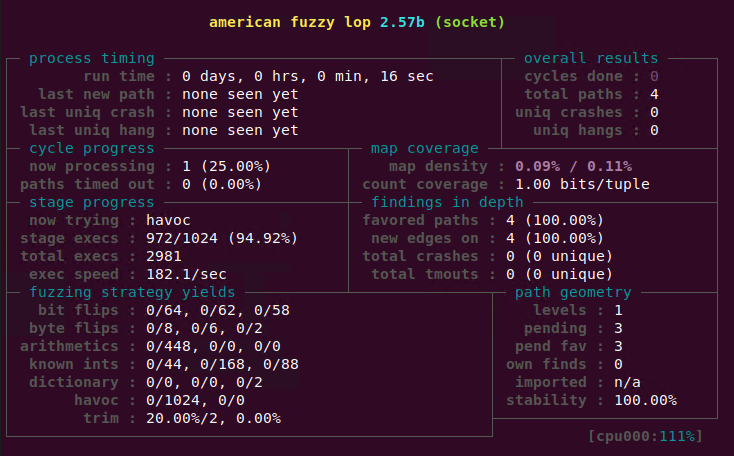 american fuzzy lop 2.57b (socket)
process timing overall results
run time : 0 days, 0 hrs, 0 min, 16 sec cycles done : 0
last new path : none seen yet total paths : 4
last uniq crash : none seen yet uniq crashes : 0
last uniq hang : none seen yet uniq hangs : 0
cycle progress map coverage
now processing : 1 (25.00%) map density : 0.09% / 0.11%
paths timed out : 0 (0.00%) count coverage : 1.00 bits/tuple
stage progress findings in depth
now trying : havoc favored paths : 4 (100.00%)
stage execs : 972/1024 (94.92%) new edges on : 4 (100.00%)
total execs : 2981 total crashes : 0 (0 unique)
exec speed : 182.1/sec total tmouts : 0 (0 unique)
fuzzing strategy yields path geometry
bit flips : 0/64, 0/62, 0/58 levels : 1
byte flips : 0/8, 0/6, 0/2 pending : 3
arithmetics : 0/448, 0/0, 0/0 pend fav : 3
known ints : 0/44, 0/168, 0/88 own finds : 0
dictionary : 0/0, 0/0, 0/2 imported : n/a
havoc : 0/1024, 0/0 stability : 100.00%
trim : 20.00%/2, 0.00%
[cpu000:111%]